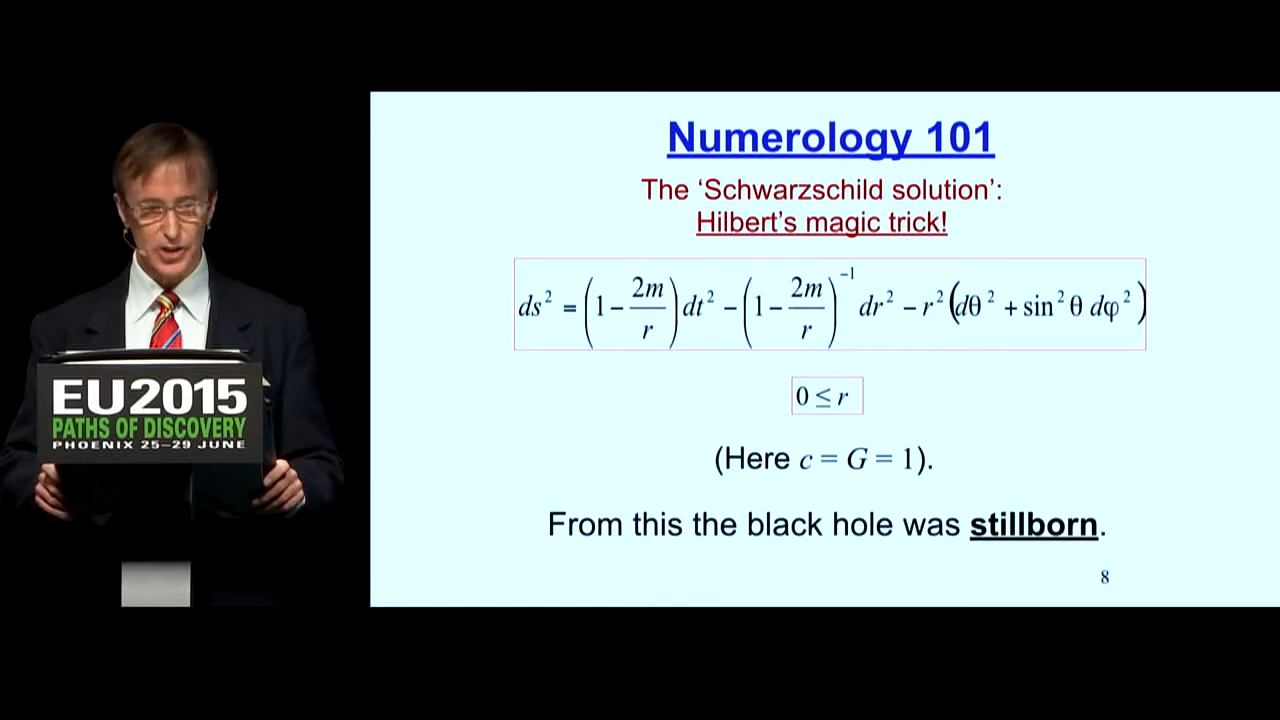 EU2015
PATHS OF DISCOVERY
PHOENIX 25–29 JUNE
Numerology 101
The ‘Schwarzschild solution’:
Hilbert’s magic trick!
ds² = (1 − 2m/r) dt² − (1 − 2m/r)⁻¹ dr² − r² (dθ² + sin²θ dφ²)
0 ≤ r
(Here c = G = 1).
From this the black hole was stillborn.
8